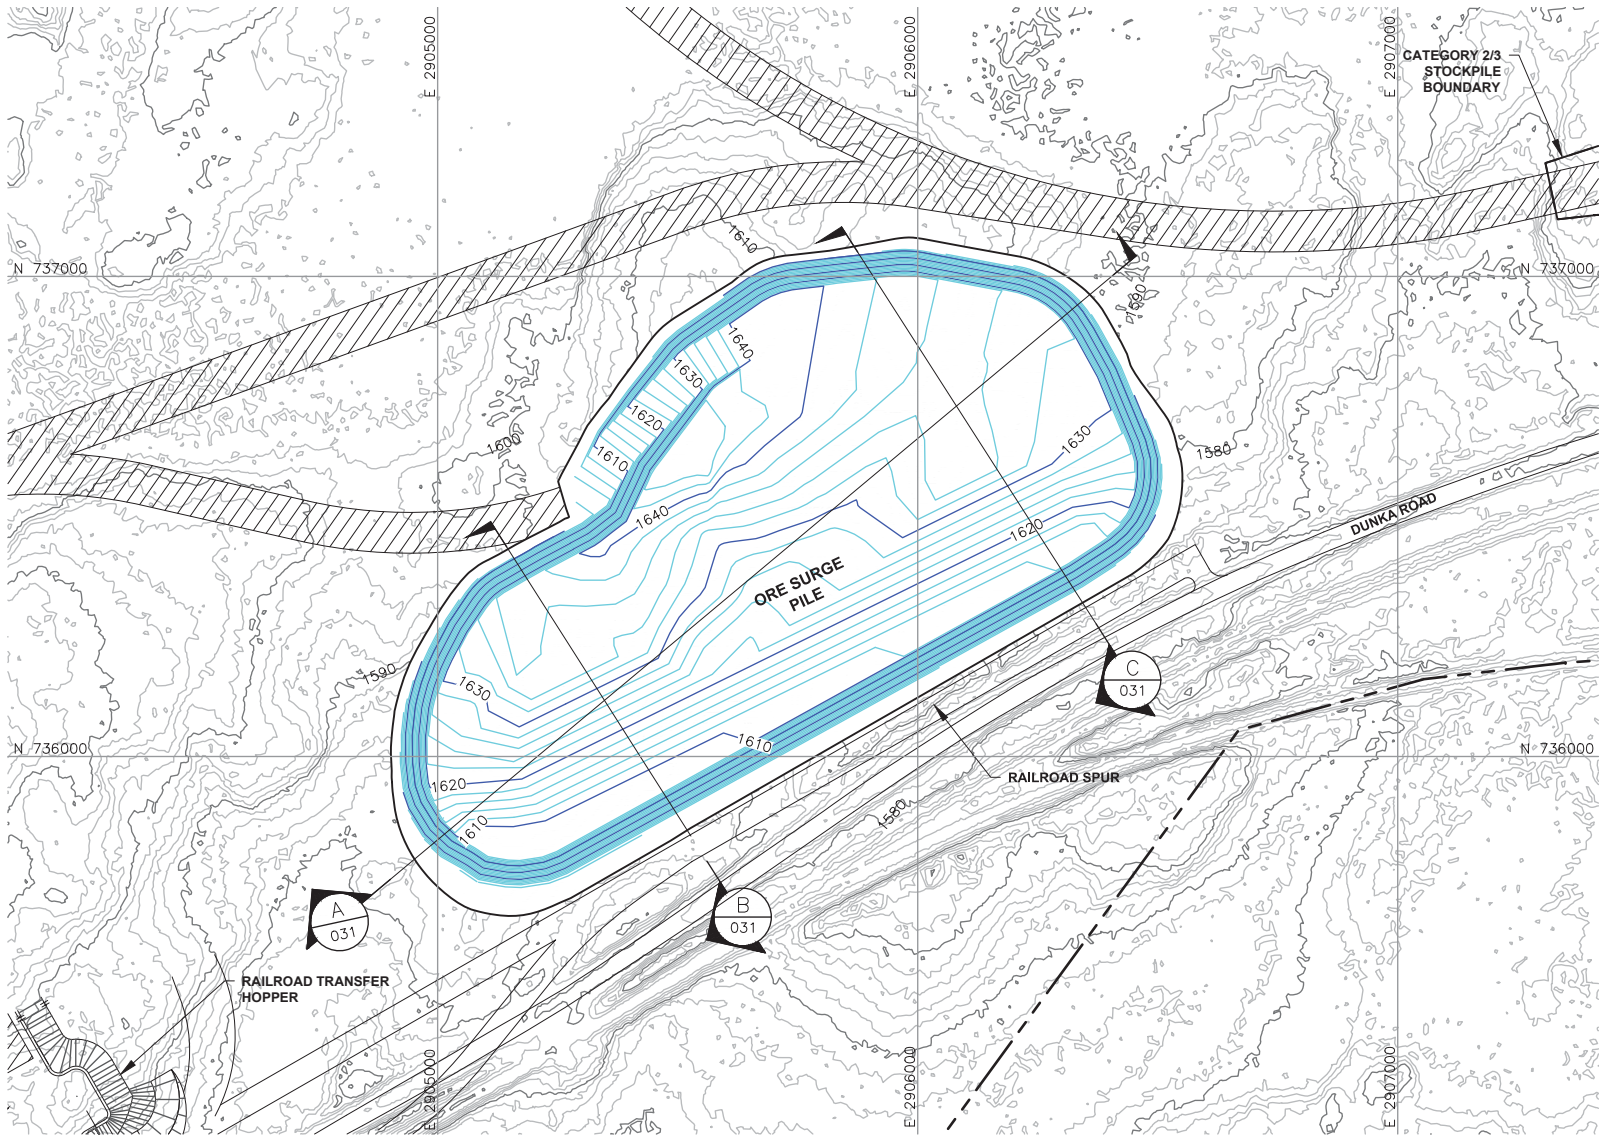 E 2905000
E 2906000
E 2907000
CATEGORY 2/3
STOCKPILE
BOUNDARY
1610
N 737000
N 737000
1590
1640
1630
1620
1610
1600
1630
1580
1640
1620
DUNKA ROAD
ORE SURGE
PILE
1590
1630
C
031
N 736000
1610
N 736000
1620
RAILROAD SPUR
1610
1580
A
031
B
031
RAILROAD TRANSFER
HOPPER
E 2905000
E 2906000
E 2907000